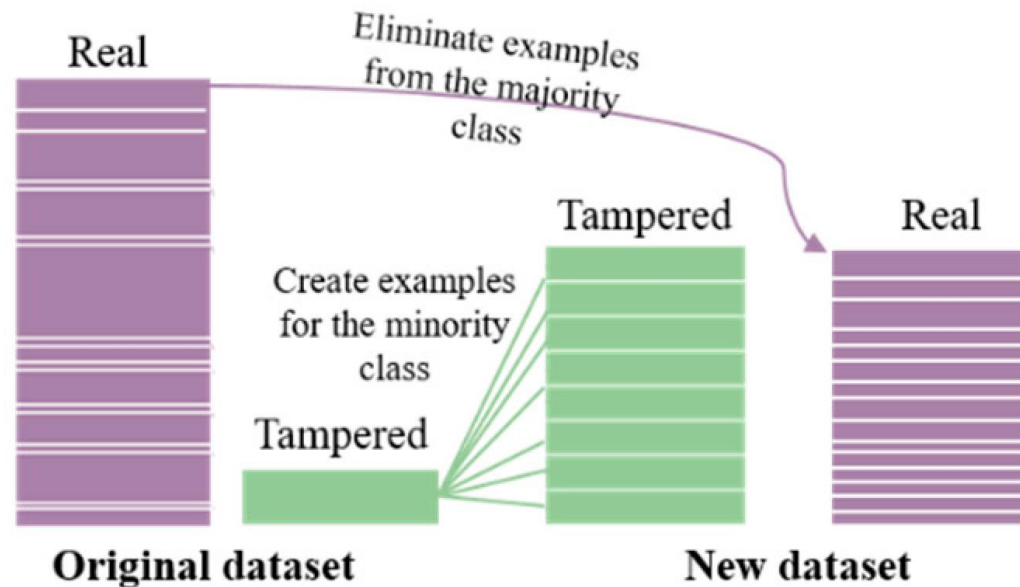 Real
Eliminate examples
from the majority
class
Tampered
Real
Create examples
for the minority
class
Tampered
Original dataset
New dataset